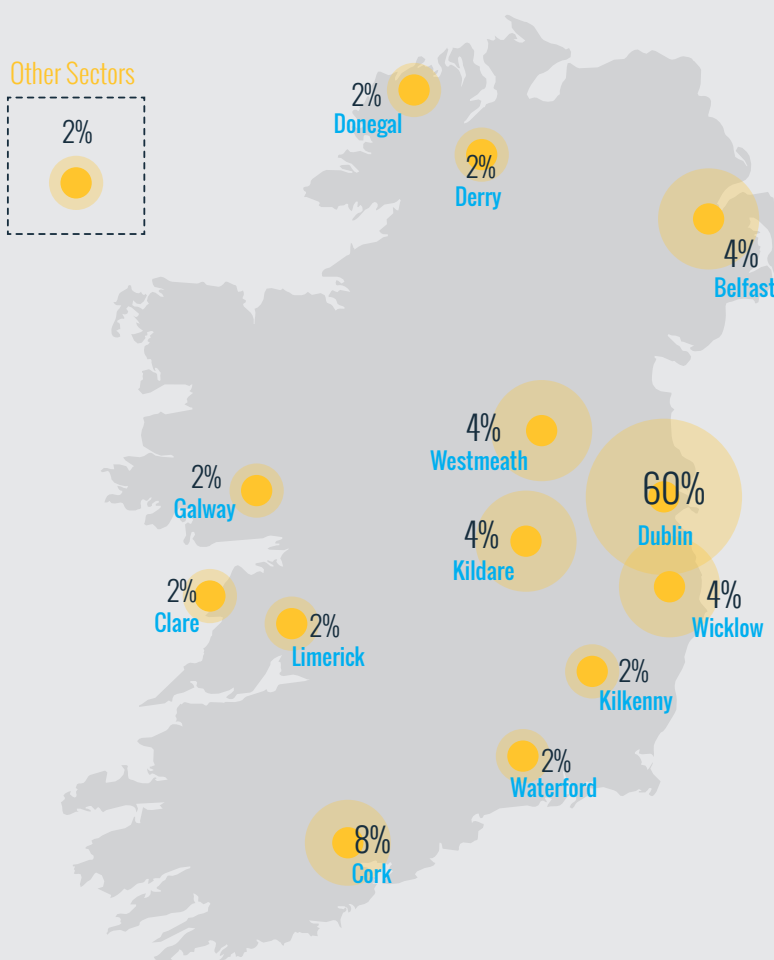 Other Sectors
2%
2%
Donegal
2%
Derry
4%
Belfast
4%
Westmeath
2%
Galway
60%
Dublin
4%
Kildare
2%
Clare
4%
Wicklow
2%
Limerick
2%
Kilkenny
2%
Waterford
8%
Cork